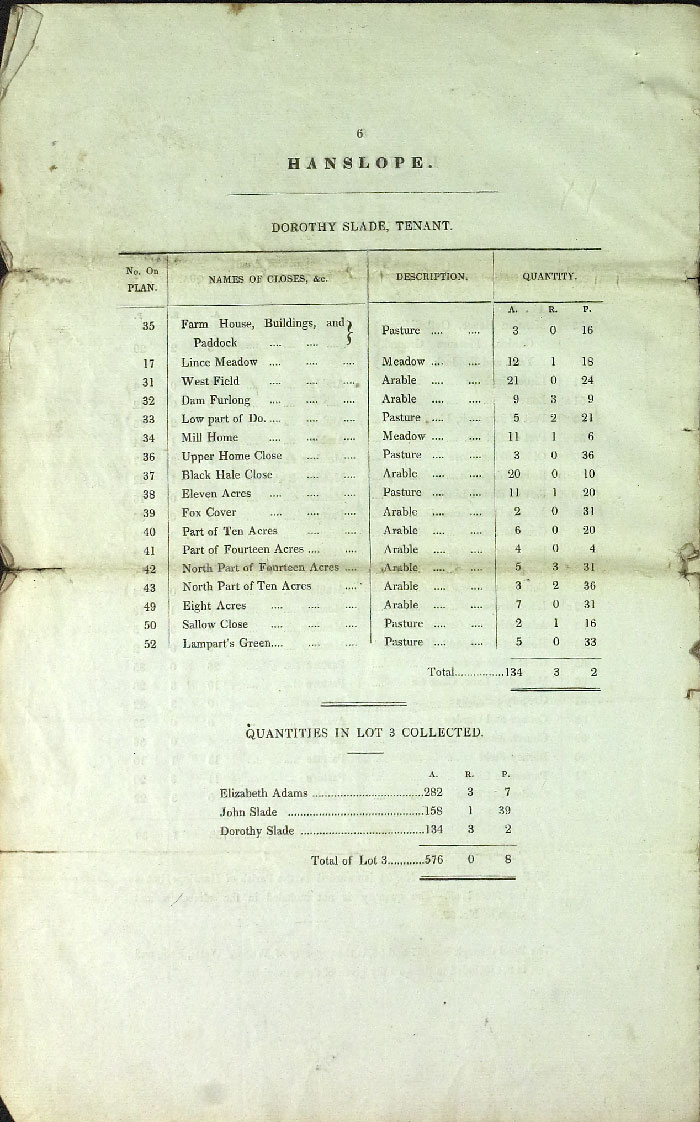 6
HANSLOPE.
DOROTHY SLADE, TENANT.
No. On PLAN. NAMES OF CLOSES, &c. DESCRIPTION. QUANTITY.
A. R. P.
35 Farm House, Buildings, and } Paddock .... .... Pasture .... .... 3 0 16
17 Lince Meadow .... .... .... Meadow .... .... 12 1 18
31 West Field .... .... .... Arable .... .... 21 0 24
32 Dam Furlong .... .... .... Arable .... .... 9 3 9
33 Low part of Do. .... .... .... Pasture .... .... 5 2 21
34 Mill Home .... .... .... Meadow .... .... 11 1 6
36 Upper Home Close .... .... Pasture .... .... 3 0 36
37 Black Hale Close .... .... Arable .... .... 20 0 10
38 Eleven Acres .... .... .... Pasture .... .... 11 1 20
39 Fox Cover .... .... .... Arable .... .... 2 0 31
40 Part of Ten Acres .... .... Arable .... .... 6 0 20
41 Part of Fourteen Acres .... .... Arable .... .... 4 0 4
42 North Part of Fourteen Acres .... Arable .... .... 5 3 31
43 North Part of Ten Acres .... Arable .... .... 3 2 36
49 Eight Acres .... .... .... Arable .... .... 7 0 31
50 Sallow Close .... .... .... Pasture .... .... 2 1 16
52 Lampart's Green.... .... .... Pasture .... .... 5 0 33
Total................134 3 2
QUANTITIES IN LOT 3 COLLECTED.
A. R. P.
Elizabeth Adams ....................................282 3 7
John Slade ............................................158 1 39
Dorothy Slade ........................................134 3 2
Total of Lot 3............576 0 8